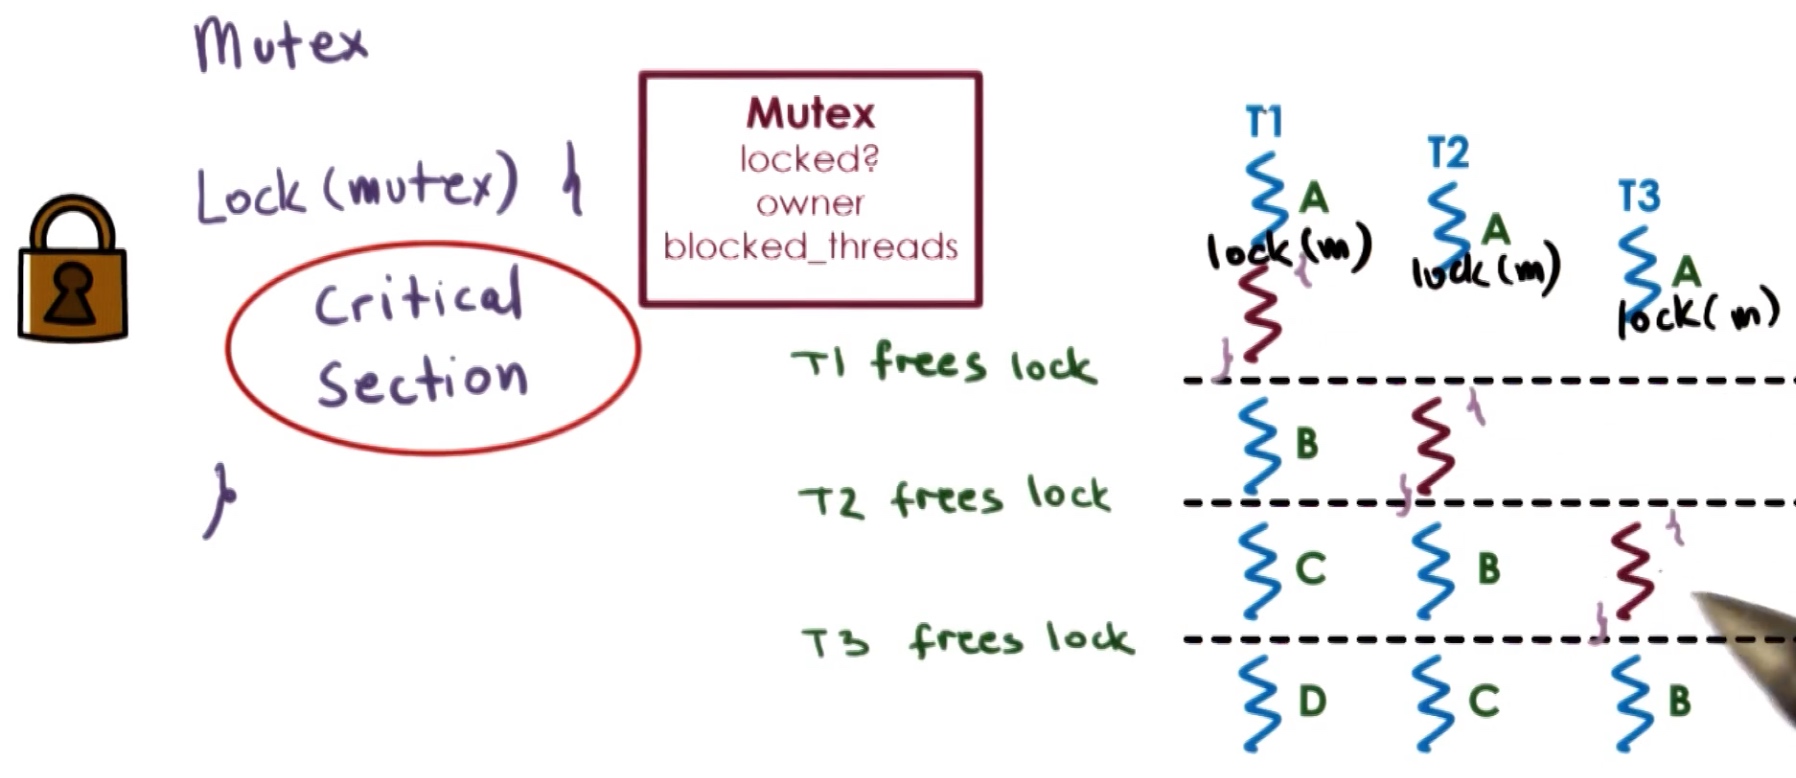 Mutex
Lock (mutex) {
Critical
Section
}
Mutex
locked?
owner
blocked_threads
T1
A
lock (m)
{
}
T2
A
lock (m)
T3
A
lock( m)
T1 frees lock
B
{
}
T2 frees lock
C
B
{
}
T3 frees lock
D
C
B